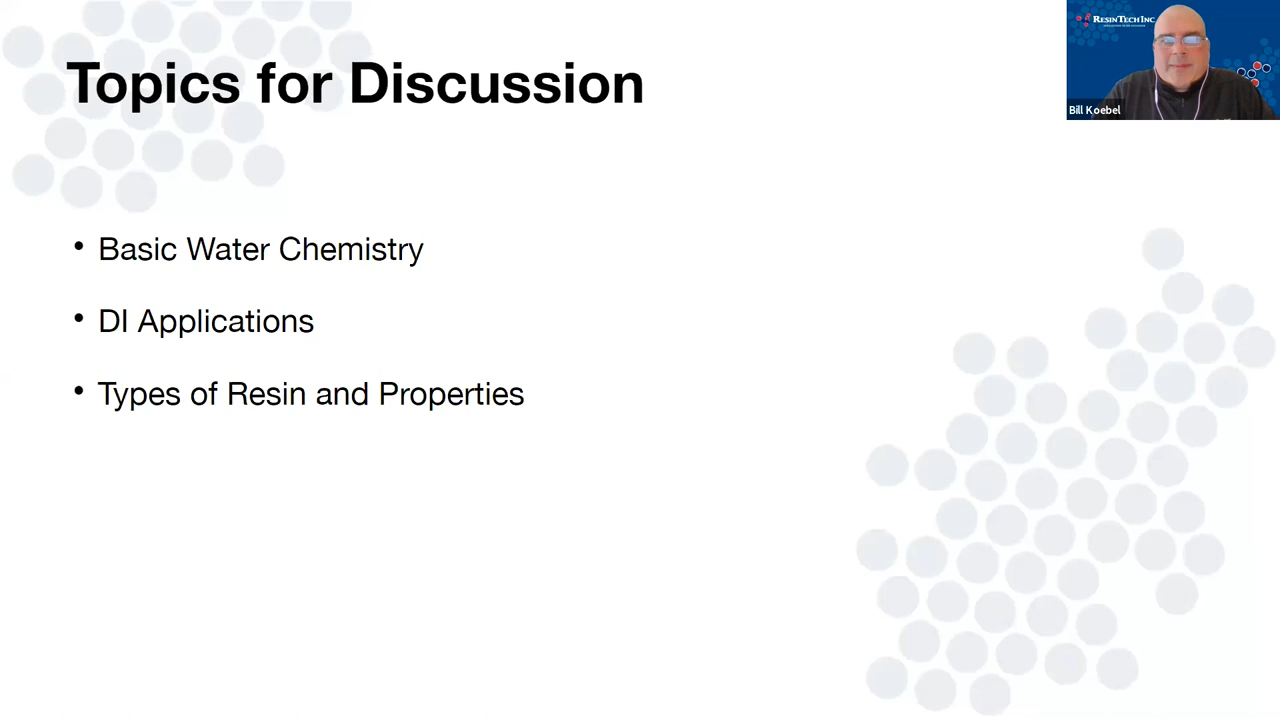 Topics for Discussion
RESINTECH INC
Bill Koebel
• Basic Water Chemistry
• DI Applications
• Types of Resin and Properties